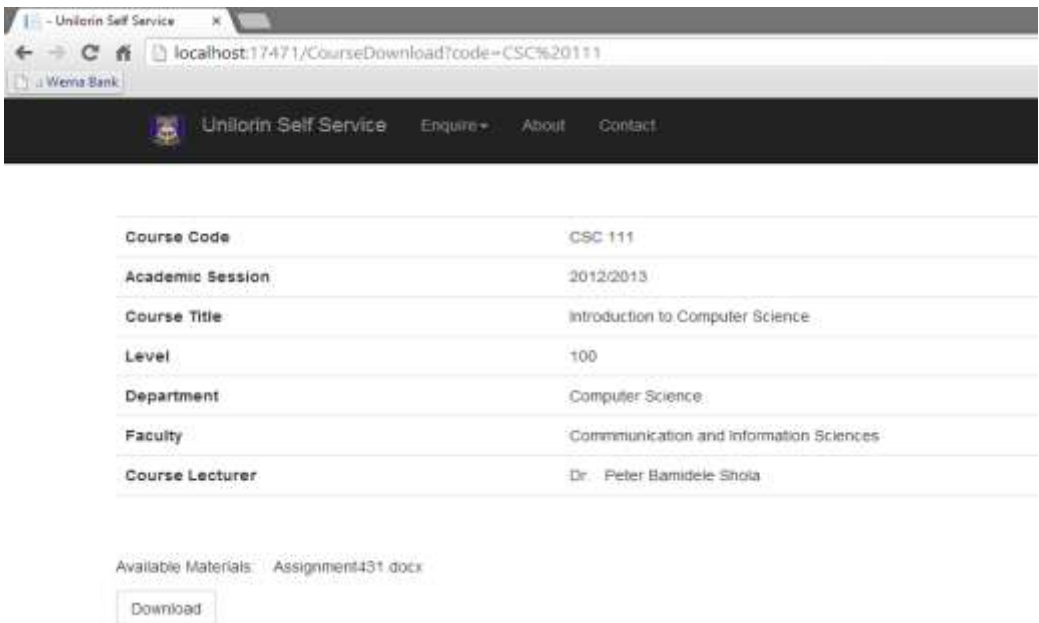 - Unilorin Self Service ×
localhost:17471/CourseDownload?code=CSC%20111
Wema Bank
Unilorin Self Service Enquire About Contact
Course Code CSC 111
Academic Session 2012/2013
Course Title Introduction to Computer Science
Level 100
Department Computer Science
Faculty Commmunication and Information Sciences
Course Lecturer Dr. Peter Bamidele Shola
Available Materials: Assignment431.docx
Download